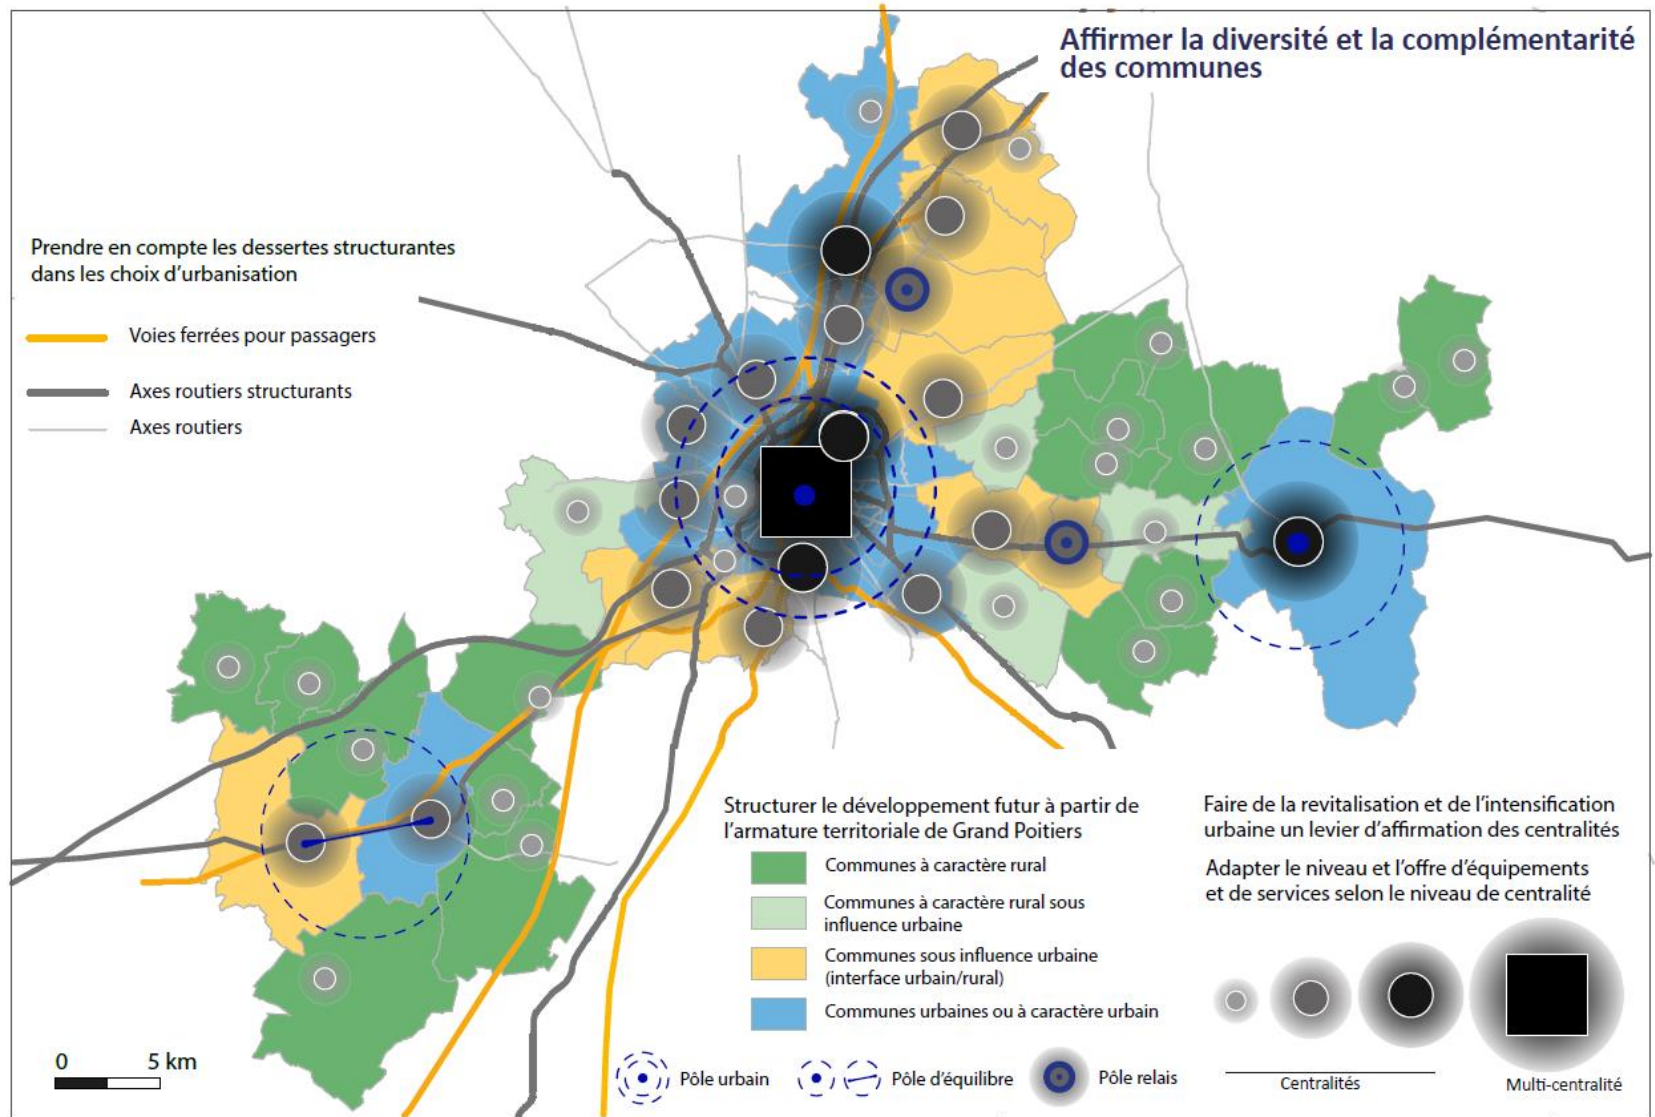 Affirmer la diversité et la complémentarité
des communes
Prendre en compte les dessertes structurantes
dans les choix d'urbanisation
Voies ferrées pour passagers
Axes routiers structurants
Axes routiers
Structurer le développement futur à partir de
l'armature territoriale de Grand Poitiers
Communes à caractère rural
Communes à caractère rural sous
influence urbaine
Communes sous influence urbaine
(interface urbain/rural)
Communes urbaines ou à caractère urbain
Faire de la revitalisation et de l'intensification
urbaine un levier d'affirmation des centralités
Adapter le niveau et l'offre d'équipements
et de services selon le niveau de centralité
Centralités
Multi-centralité
0 5 km
Pôle urbain
Pôle d'équilibre
Pôle relais